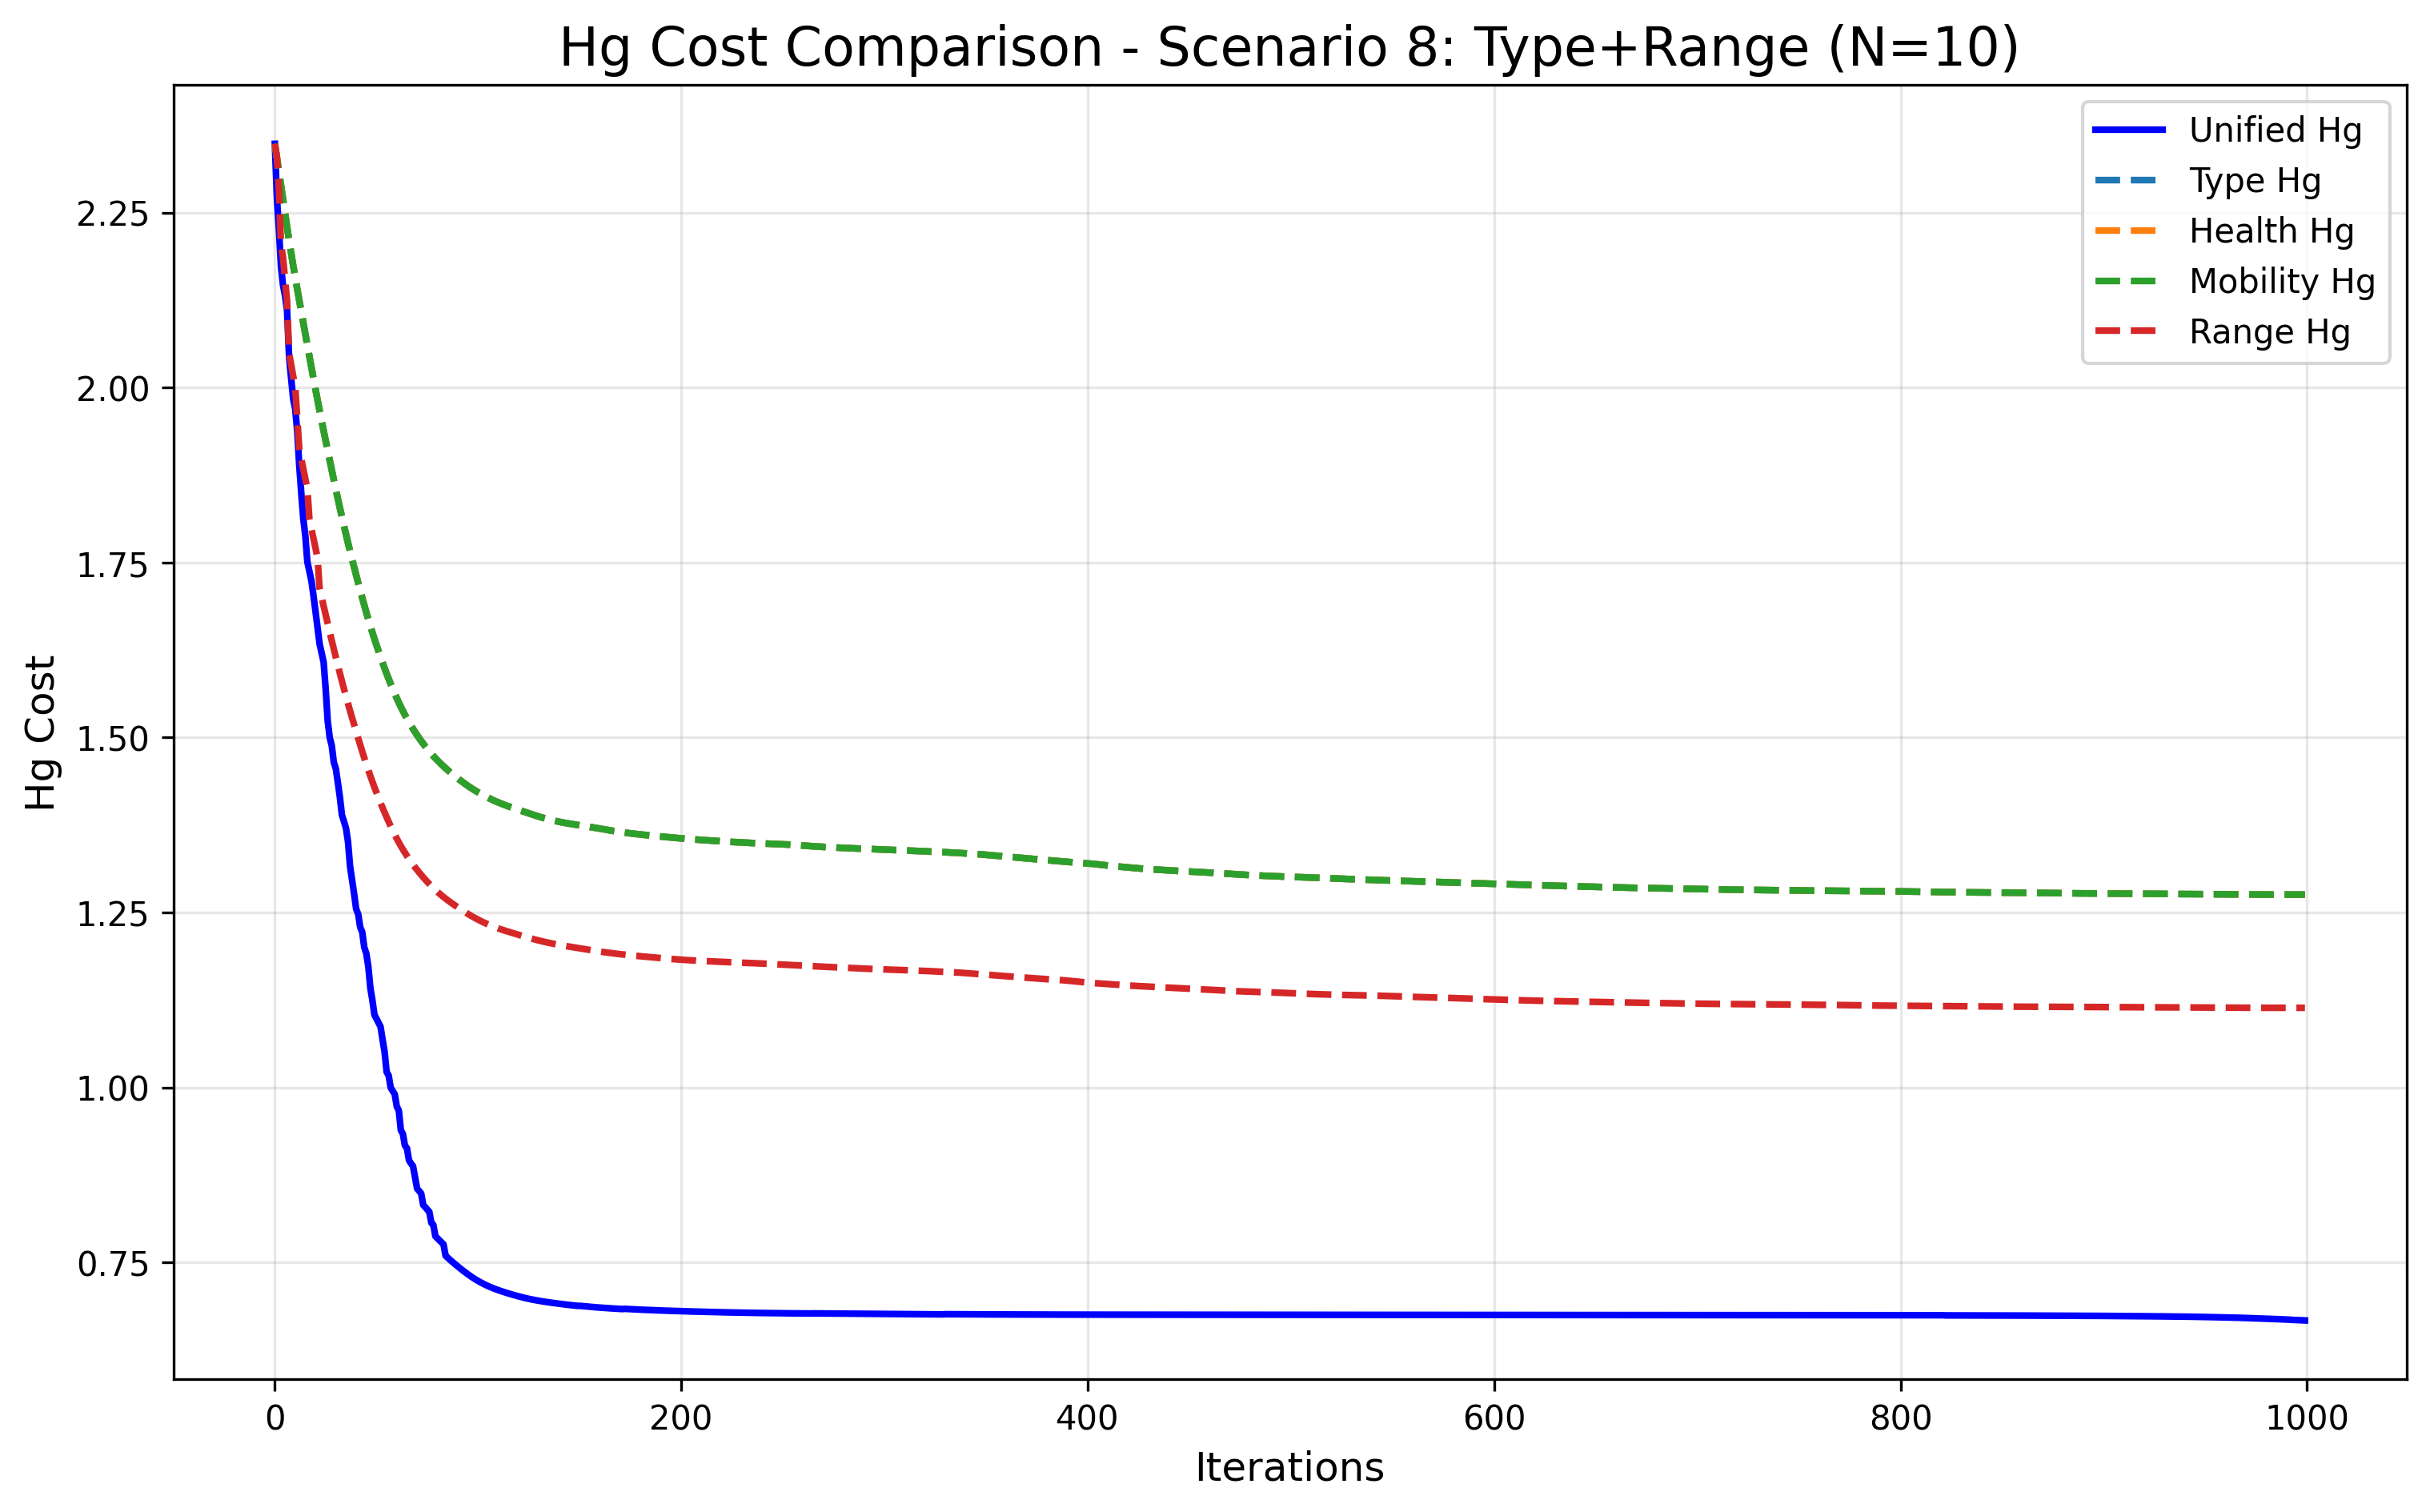 Hg Cost Comparison - Scenario 8: Type+Range (N=10)
Unified Hg
Type Hg
Health Hg
Mobility Hg
Range Hg
Hg Cost
2.25
2.00
1.75
1.50
1.25
1.00
0.75
0 200 400 600 800 1000
Iterations